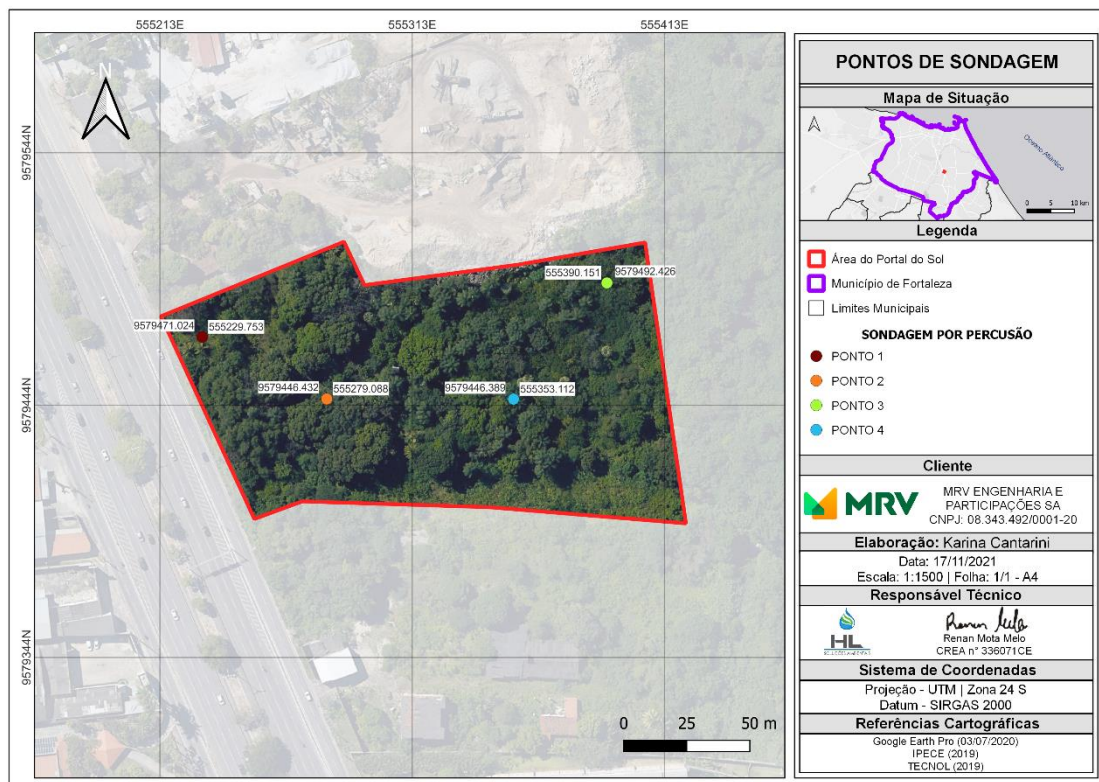 555213E
555313E
555413E
N
9579544N
9579444N
9579344N
555390.151
9579492.426
9579471.024
555229.753
9579446.432
555279.088
9579446.389
555353.112
0 25 50 m
PONTOS DE SONDAGEM
Mapa de Situação
Oceano Atlântico
0 5 10 km
Legenda
Área do Portal do Sol
Município de Fortaleza
Limites Municipais
SONDAGEM POR PERCUSÃO
PONTO 1
PONTO 2
PONTO 3
PONTO 4
Cliente
MRV
MRV ENGENHARIA E
PARTICIPAÇÕES SA
CNPJ: 08.343.492/0001-20
Elaboração: Karina Cantarini
Data: 17/11/2021
Escala: 1:1500 | Folha: 1/1 - A4
Responsável Técnico
HL
SOLUÇÕES AMBIENTAIS
Renan Mota Melo
CREA nº 336071CE
Sistema de Coordenadas
Projeção - UTM | Zona 24 S
Datum - SIRGAS 2000
Referências Cartográficas
Google Earth Pro (03/07/2020)
IPECE (2019)
TECNOL (2019)